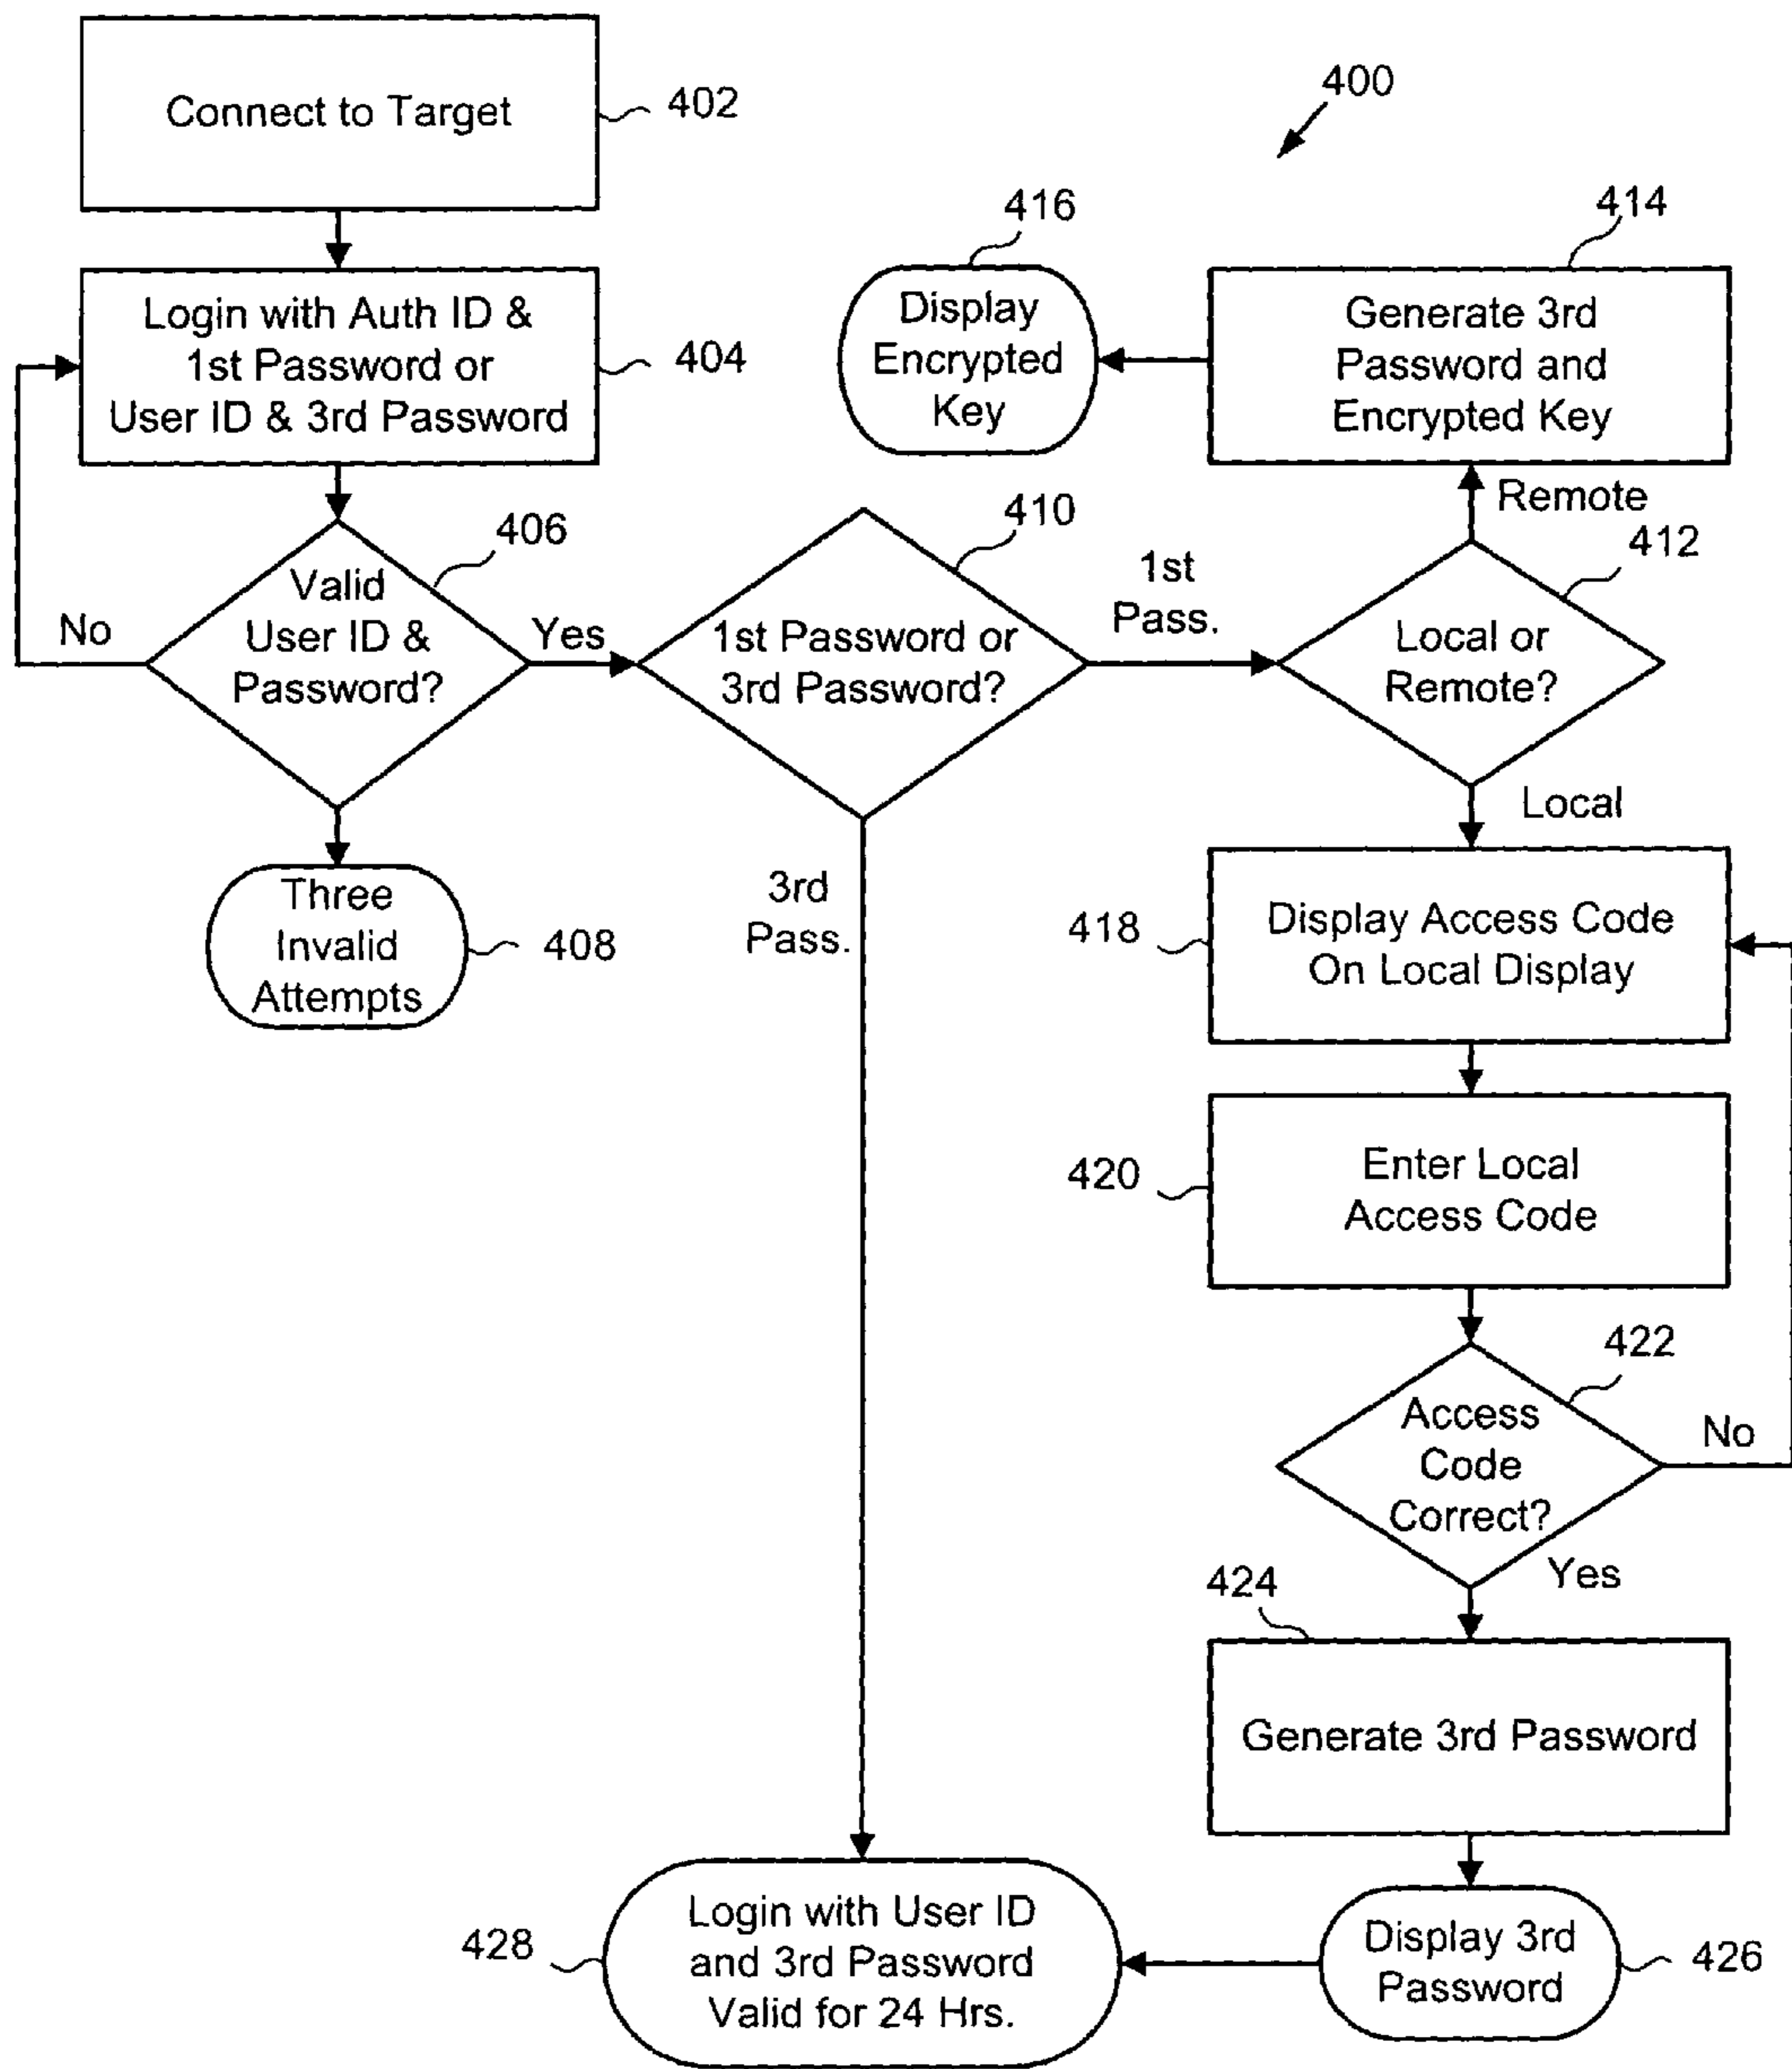 400
Connect to Target
402
Login with Auth ID &
1st Password or
User ID & 3rd Password
404
Valid
User ID &
Password?
406
No
Yes
Three
Invalid
Attempts
408
1st Password or
3rd Password?
410
1st
Pass.
3rd
Pass.
Local or
Remote?
412
Remote
Generate 3rd
Password and
Encrypted Key
414
Display
Encrypted
Key
416
Local
Display Access Code
On Local Display
418
Enter Local
Access Code
420
Access
Code
Correct?
422
No
Yes
424
Generate 3rd Password
Display 3rd
Password
426
Login with User ID
and 3rd Password
Valid for 24 Hrs.
428